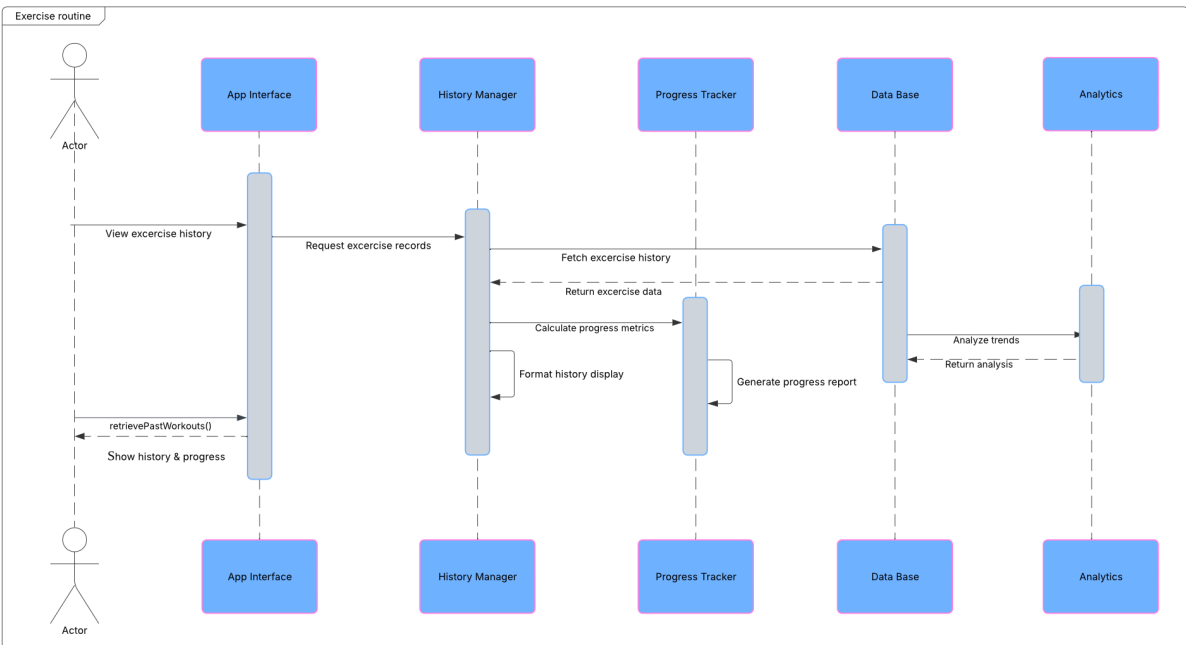 Exercise routine
Actor
App Interface
History Manager
Progress Tracker
Data Base
Analytics
View excercise history
Request excercise records
Fetch excercise history
Return excercise data
Calculate progress metrics
Analyze trends
Return analysis
Format history display
Generate progress report
retrievePastWorkouts()
Show history & progress
Actor
App Interface
History Manager
Progress Tracker
Data Base
Analytics